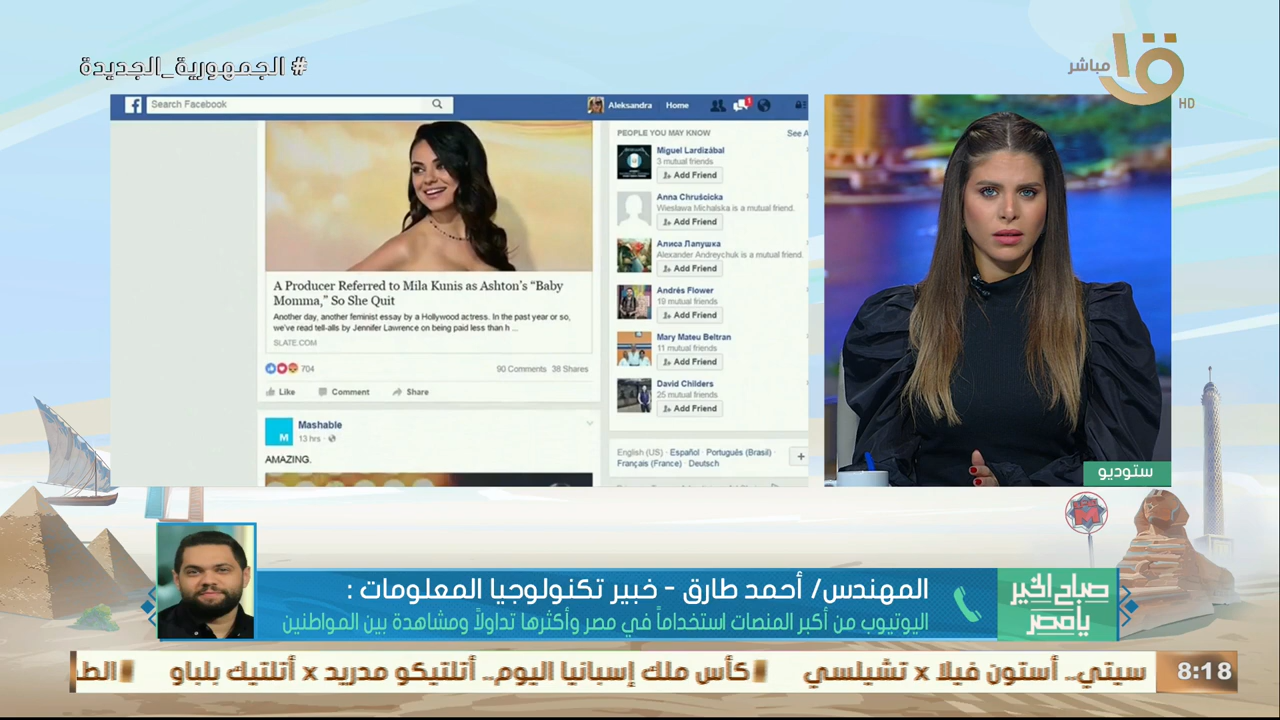 # الجمهورية_الجديدة
مباشر
HD
Search Facebook
Aleksandra
Home
A Producer Referred to Mila Kunis as Ashton's "Baby
Momma," So She Quit
Another day, another feminist essay by a Hollywood actress. In the past year or so,
we've read tell-alls by Jennifer Lawrence on being paid less than h ...
SLATE.COM
704
90 Comments 38 Shares
Like Comment Share
Mashable
13 hrs
AMAZING.
PEOPLE YOU MAY KNOW
See A
Miguel Lardizábal
3 mutual friends
Add Friend
Anna Chruścicka
Wiesława Michalska is a mutual friend.
Add Friend
Алиса Лапушка
Alexander Andreychuk is a mutual friend.
Add Friend
Andrés Flower
19 mutual friends
Add Friend
Mary Mateu Beltran
11 mutual friends
Add Friend
David Childers
25 mutual friends
Add Friend
English (US) · Español · Português (Brasil) ·
Français (France) · Deutsch
ستوديو
صباح الخير
يا مصر
المهندس/ أحمد طارق - خبير تكنولوجيا المعلومات :
اليوتيوب من أكبر المنصات استخداماً في مصر وأكثرها تداولاً ومشاهدة بين المواطنين
8:18
سيتي.. أستون فيلا x تشيلسي
كأس ملك إسبانيا اليوم.. أتلتيكو مدريد x أتلتيك بلباو
الط